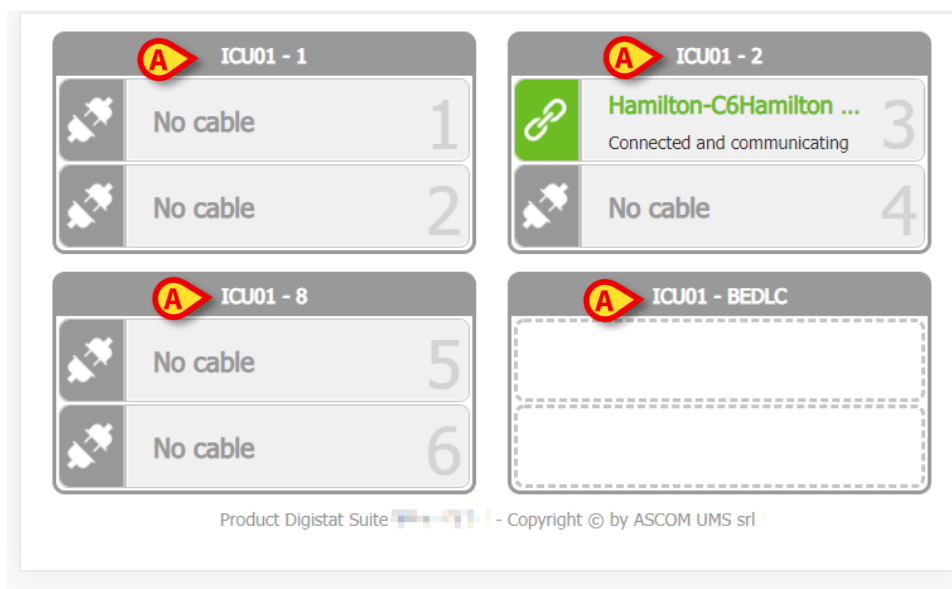 A ICU01 - 1
No cable 1
No cable 2
A ICU01 - 2
Hamilton-C6Hamilton ... 3
Connected and communicating
No cable 4
A ICU01 - 8
No cable 5
No cable 6
A ICU01 - BEDLC
Product Digistat Suite - Copyright © by ASCOM UMS srl